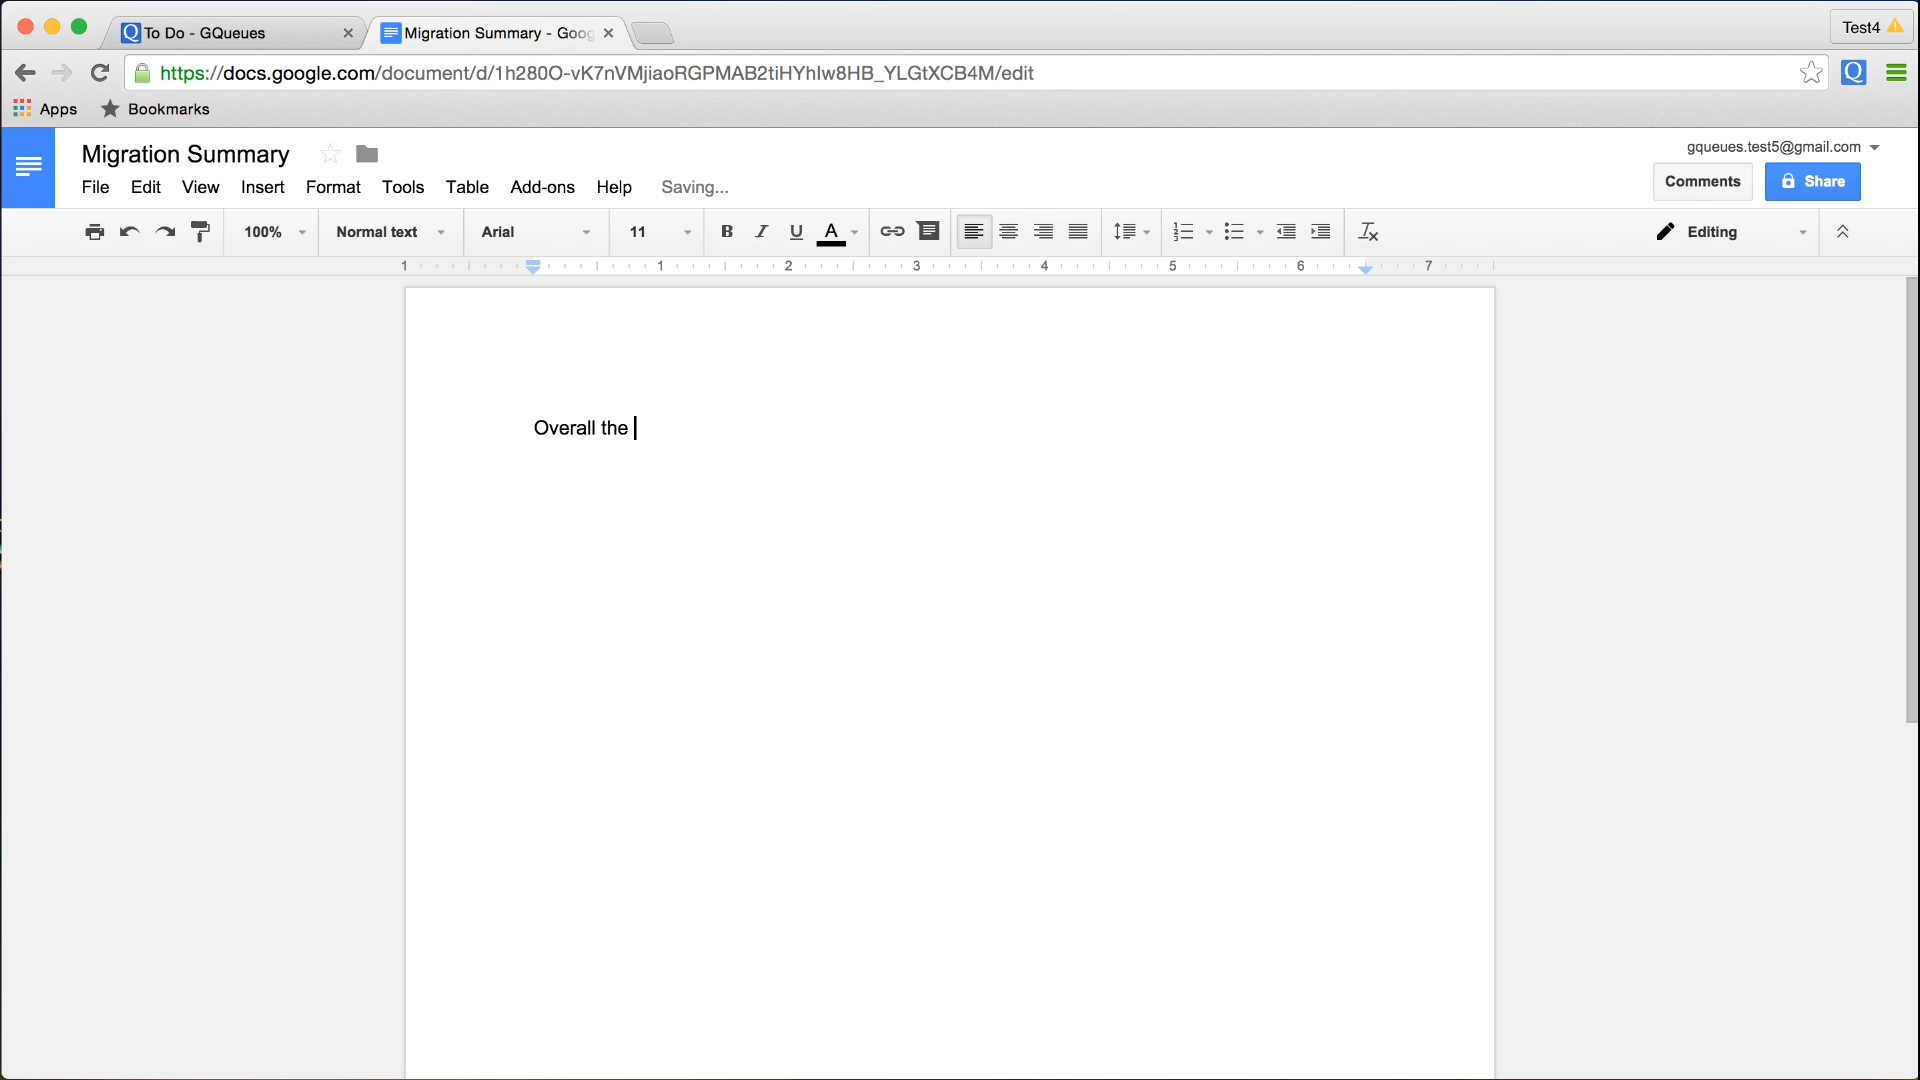 To Do - GQueues
Migration Summary - Goog
Test4
https://docs.google.com/document/d/1h280O-vK7nVMjiaoRGPMAB2tiHYhIw8HB_YLGtXCB4M/edit
Apps Bookmarks
Migration Summary
gqueues.test5@gmail.com
File Edit View Insert Format Tools Table Add-ons Help Saving...
Comments Share
100% Normal text Arial 11 B I U A Editing
1 1 2 3 4 5 6 7
Overall the